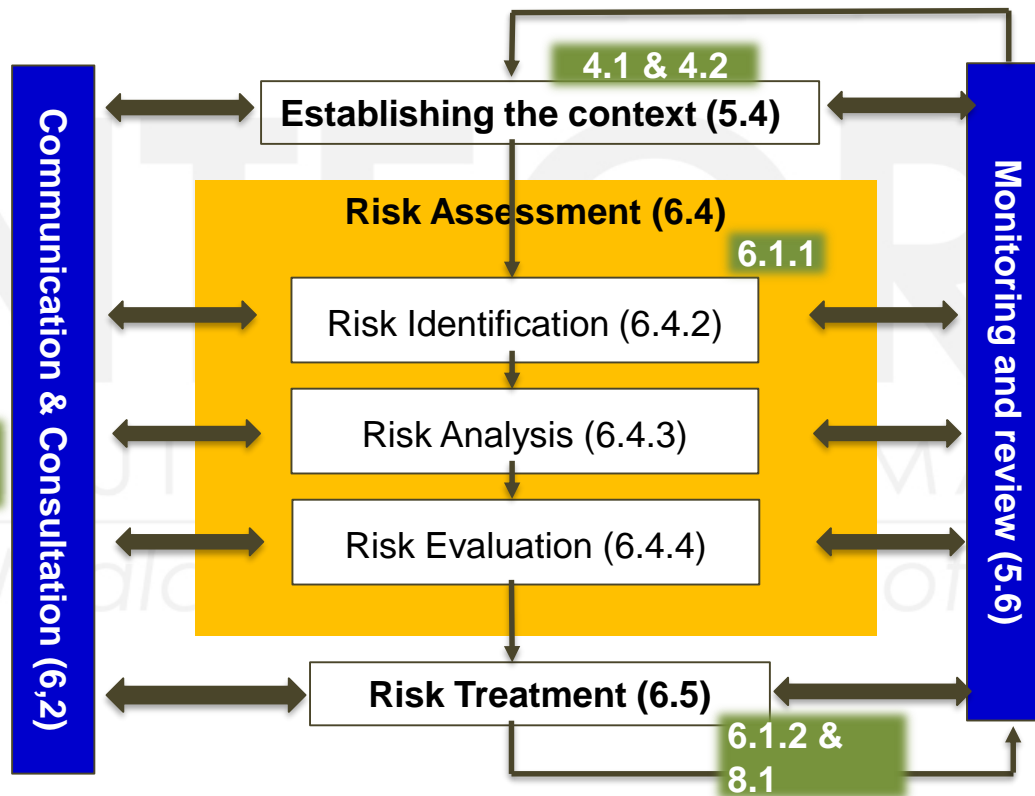 4.1 & 4.2
Establishing the context (5.4)
Communication & Consultation (6,2)
Monitoring and review (5.6)
Risk Assessment (6.4)
6.1.1
Risk Identification (6.4.2)
Risk Analysis (6.4.3)
Risk Evaluation (6.4.4)
Risk Treatment (6.5)
6.1.2 &
8.1